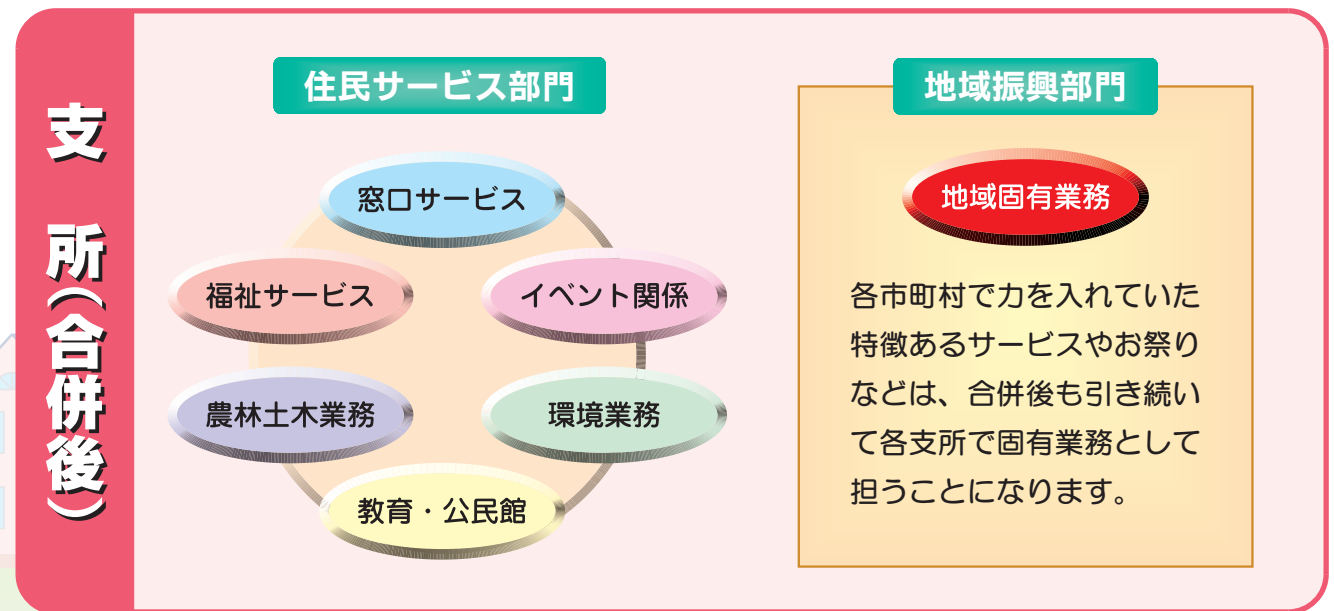 支 所(合併後)
住民サービス部門
窓口サービス
福祉サービス
イベント関係
農林土木業務
環境業務
教育・公民館
地域振興部門
地域固有業務
各市町村で力を入れていた
特徴あるサービスやお祭り
などは、合併後も引き続い
て各支所で固有業務として
担うことになります。